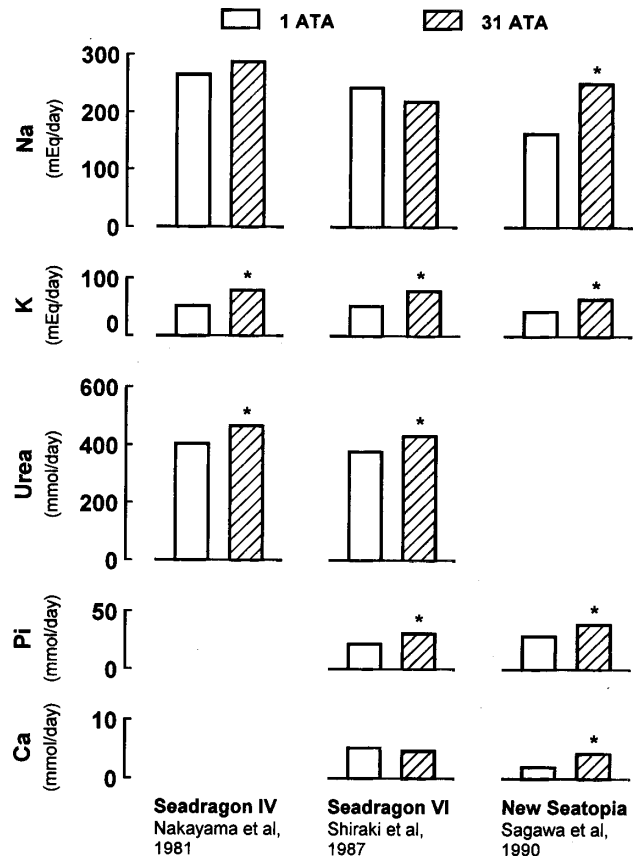 1 ATA
31 ATA
Na
(mEq/day)
300
200
100
0
*
K
(mEq/day)
100
0
*
*
*
Urea
(mmol/day)
600
400
200
0
*
*
Pi
(mmol/day)
50
0
*
*
Ca
(mmol/day)
10
0
*
Seadragon IV
Nakayama et al,
1981
Seadragon VI
Shiraki et al,
1987
New Seatopia
Sagawa et al,
1990